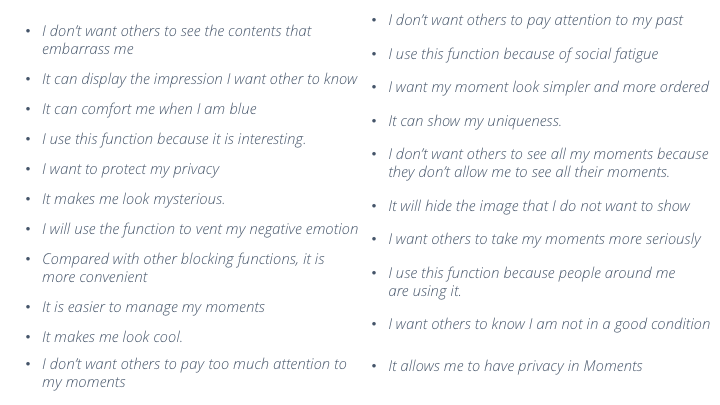 • I don't want others to see the contents that
embarrass me
• It can display the impression I want other to know
• It can comfort me when I am blue
• I use this function because it is interesting.
• I want to protect my privacy
• It makes me look mysterious.
• I will use the function to vent my negative emotion
• Compared with other blocking functions, it is
more convenient
• It is easier to manage my moments
• It makes me look cool.
• I don't want others to pay too much attention to
my moments
• I don't want others to pay attention to my past
• I use this function because of social fatigue
• I want my moment look simpler and more ordered
• It can show my uniqueness.
• I don't want others to see all my moments because
they don't allow me to see all their moments.
• It will hide the image that I do not want to show
• I want others to take my moments more seriously
• I use this function because people around me
are using it.
• I want others to know I am not in a good condition
• It allows me to have privacy in Moments